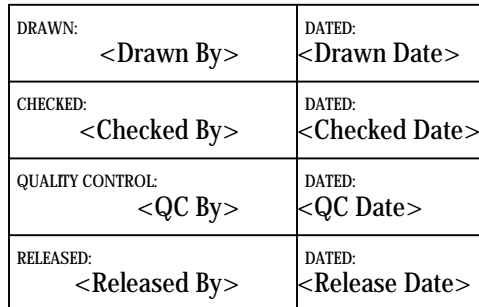 DRAWN: DATED:
<Drawn By> <Drawn Date>
CHECKED: DATED:
<Checked By> <Checked Date>
QUALITY CONTROL: DATED:
<QC By> <QC Date>
RELEASED: DATED:
<Released By> <Release Date>